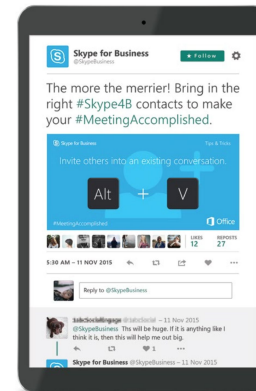 Skype for Business
@SkypeBusiness
★ Follow
The more the merrier! Bring in the
right #Skype4B contacts to make
your #MeetingAccomplished.
Skype for Business
Tips & Tricks
Invite others into an existing conversation.
Alt + V
#MeetingAccomplished
Office
LIKES
12
REPOSTS
27
5:30 AM – 11 NOV 2015
Reply to @SkypeBusiness
– 11 Nov 2015
@SkypeBusiness Ths will be huge. If it is anything like I
think it is, then this will help me out big.
1
Skype for Business @SkypeBusiness – 11 Nov 2015